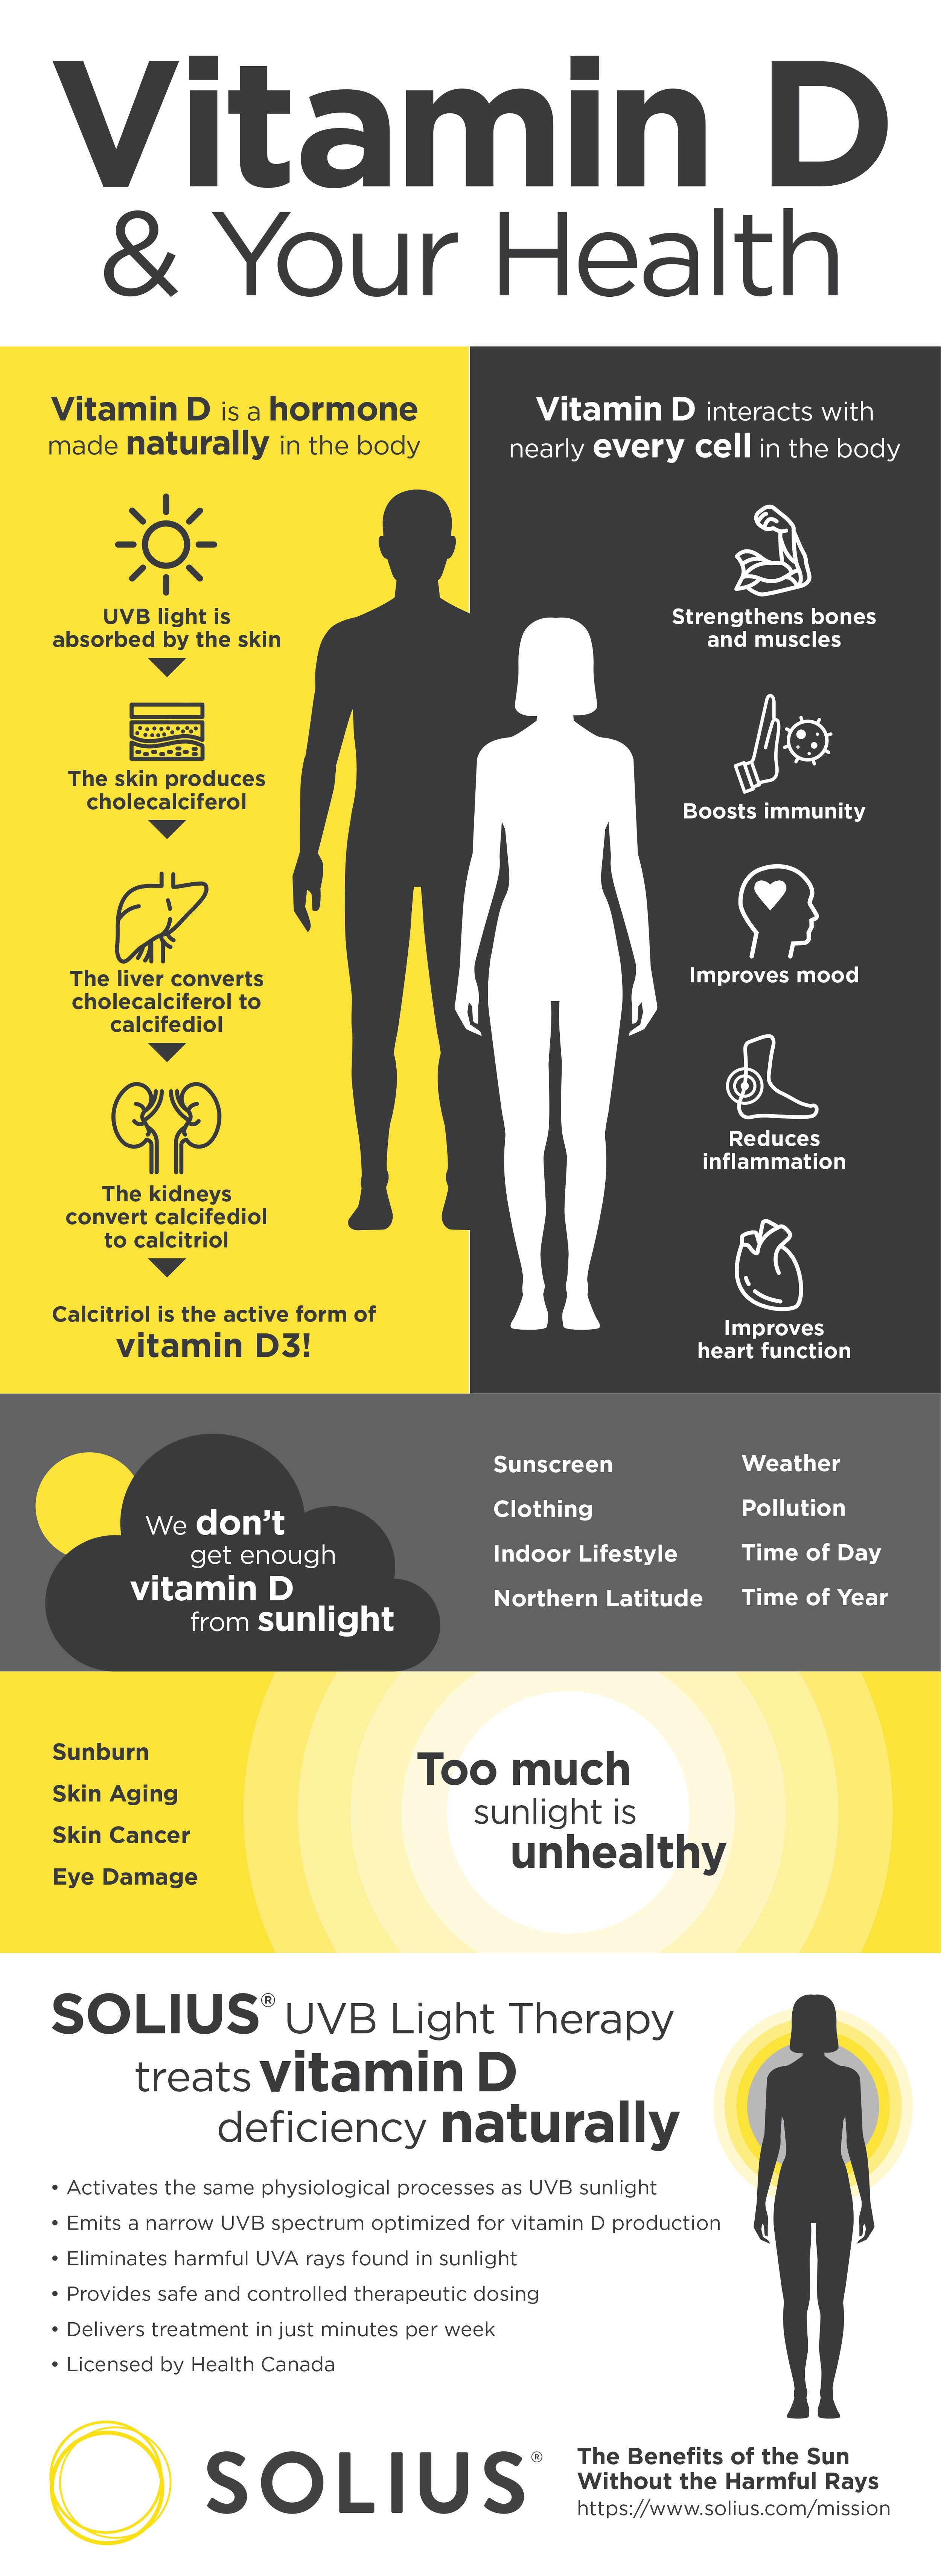 Vitamin D
& Your Health
Vitamin D is a hormone
made naturally in the body
UVB light is
absorbed by the skin
The skin produces
cholecalciferol
The liver converts
cholecalciferol to
calcifediol
The kidneys
convert calcifediol
to calcitriol
Calcitriol is the active form of
vitamin D3!
Vitamin D interacts with
nearly every cell in the body
Strengthens bones
and muscles
Boosts immunity
Improves mood
Reduces
inflammation
Improves
heart function
We don't
get enough
vitamin D
from sunlight
Sunscreen
Clothing
Indoor Lifestyle
Northern Latitude
Weather
Pollution
Time of Day
Time of Year
Sunburn
Skin Aging
Skin Cancer
Eye Damage
Too much
sunlight is
unhealthy
SOLIUS® UVB Light Therapy
treats vitamin D
deficiency naturally
• Activates the same physiological processes as UVB sunlight
• Emits a narrow UVB spectrum optimized for vitamin D production
• Eliminates harmful UVA rays found in sunlight
• Provides safe and controlled therapeutic dosing
• Delivers treatment in just minutes per week
• Licensed by Health Canada
SOLIUS®
The Benefits of the Sun
Without the Harmful Rays
https://www.solius.com/mission